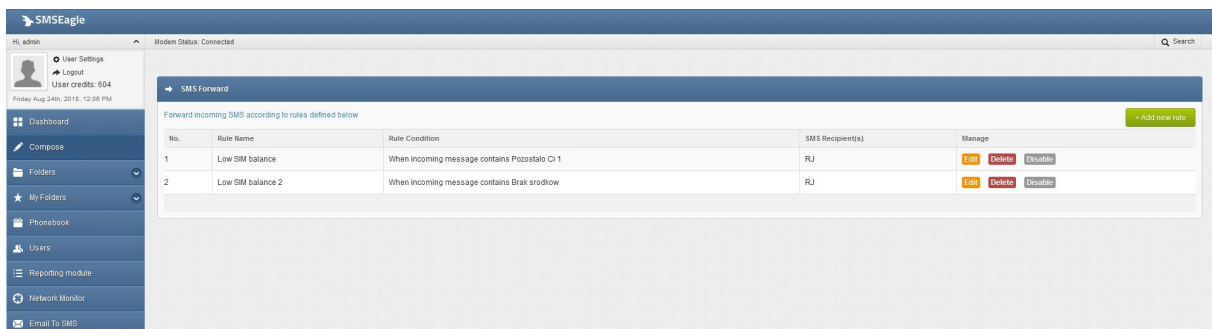 SMSEagle
Hi, admin
Modem Status: Connected
Search
User Settings
Logout
User credits: 604
Friday Aug 24th, 2018, 12:06 PM
SMS Forward
Forward incoming SMS according to rules defined below
+ Add new rule
No. Rule Name Rule Condition SMS Recipient(s) Manage
1 Low SIM balance When incoming message contains Pozostalo Ci 1 RJ Edit Delete Disable
2 Low SIM balance 2 When incoming message contains Brak srodkow RJ Edit Delete Disable
Dashboard
Compose
Folders
My Folders
Phonebook
Users
Reporting module
Network Monitor
Email To SMS